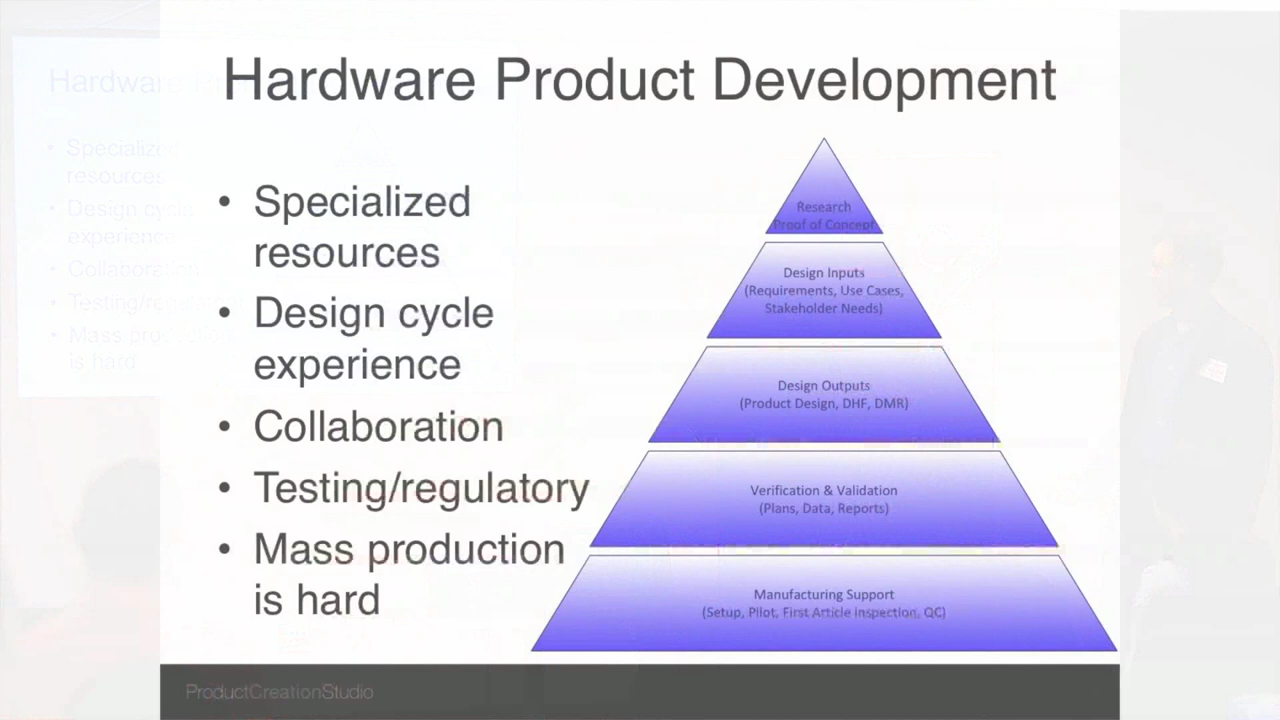 Hardware Product Development
• Specialized
resources
• Design cycle
experience
• Collaboration
• Testing/regulatory
• Mass production
is hard
Research
Proof of Concept
Design Inputs
(Requirements, Use Cases,
Stakeholder Needs)
Design Outputs
(Product Design, DHF, DMR)
Verification & Validation
(Plans, Data, Reports)
Manufacturing Support
(Setup, Pilot, First Article Inspection, QC)
ProductCreationStudio